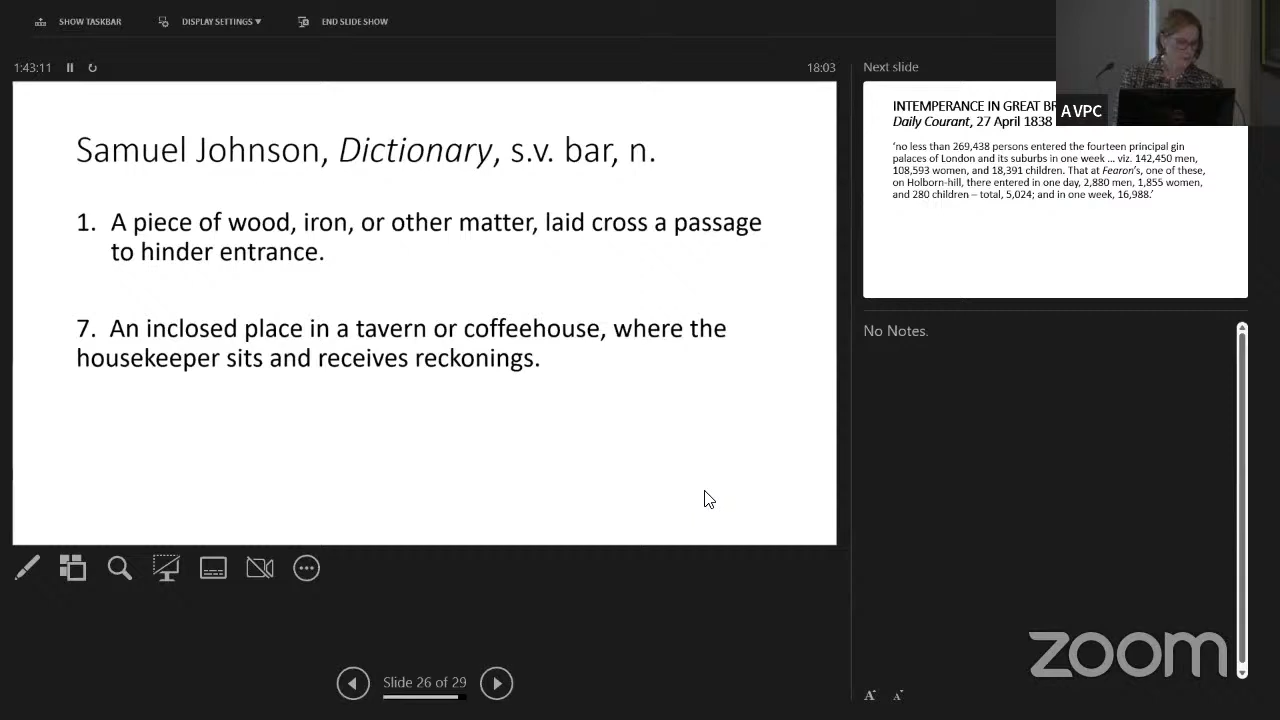 SHOW TASKBAR
DISPLAY SETTINGS ▾
END SLIDE SHOW
1:43:11
18:03
Next slide
AVPC
Samuel Johnson, Dictionary, s.v. bar, n.
1. A piece of wood, iron, or other matter, laid cross a passage
to hinder entrance.
7. An inclosed place in a tavern or coffeehouse, where the
housekeeper sits and receives reckonings.
INTEMPERANCE IN GREAT BR
Daily Courant, 27 April 1838
‘no less than 269,438 persons entered the fourteen principal gin
palaces of London and its suburbs in one week ... viz. 142,450 men,
108,593 women, and 18,391 children. That at Fearon's, one of these,
on Holborn-hill, there entered in one day, 2,880 men, 1,855 women,
and 280 children – total, 5,024; and in one week, 16,988.’
No Notes.
Slide 26 of 29
A A
zoom